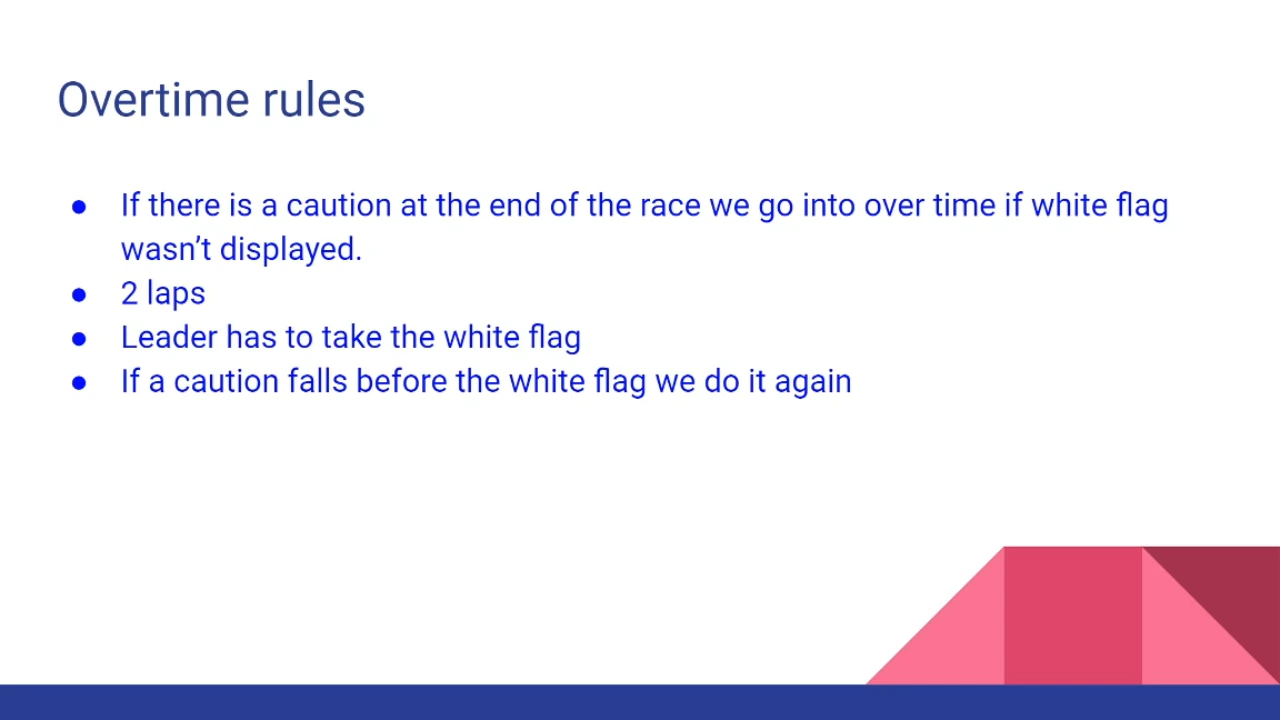 Overtime rules
● If there is a caution at the end of the race we go into over time if white flag
wasn’t displayed.
● 2 laps
● Leader has to take the white flag
● If a caution falls before the white flag we do it again